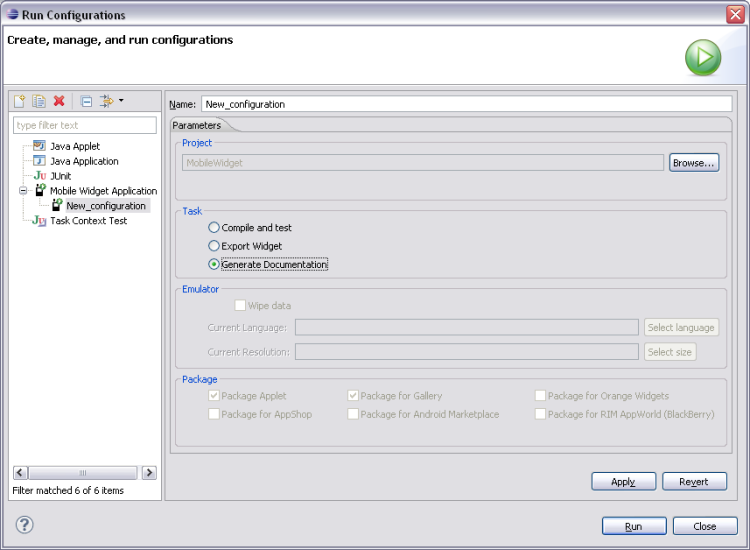 Run Configurations
Create, manage, and run configurations
type filter text
Java Applet
Java Application
JUnit
Mobile Widget Application
New_configuration
Task Context Test
Filter matched 6 of 6 items
Name: New_configuration
Parameters
Project
MobileWidget Browse...
Task
Compile and test
Export Widget
Generate Documentation
Emulator
Wipe data
Current Language: Select language
Current Resolution: Select size
Package
Package Applet Package for Gallery Package for Orange Widgets
Package for AppShop Package for Android Marketplace Package for RIM AppWorld (BlackBerry)
Apply Revert
Run Close